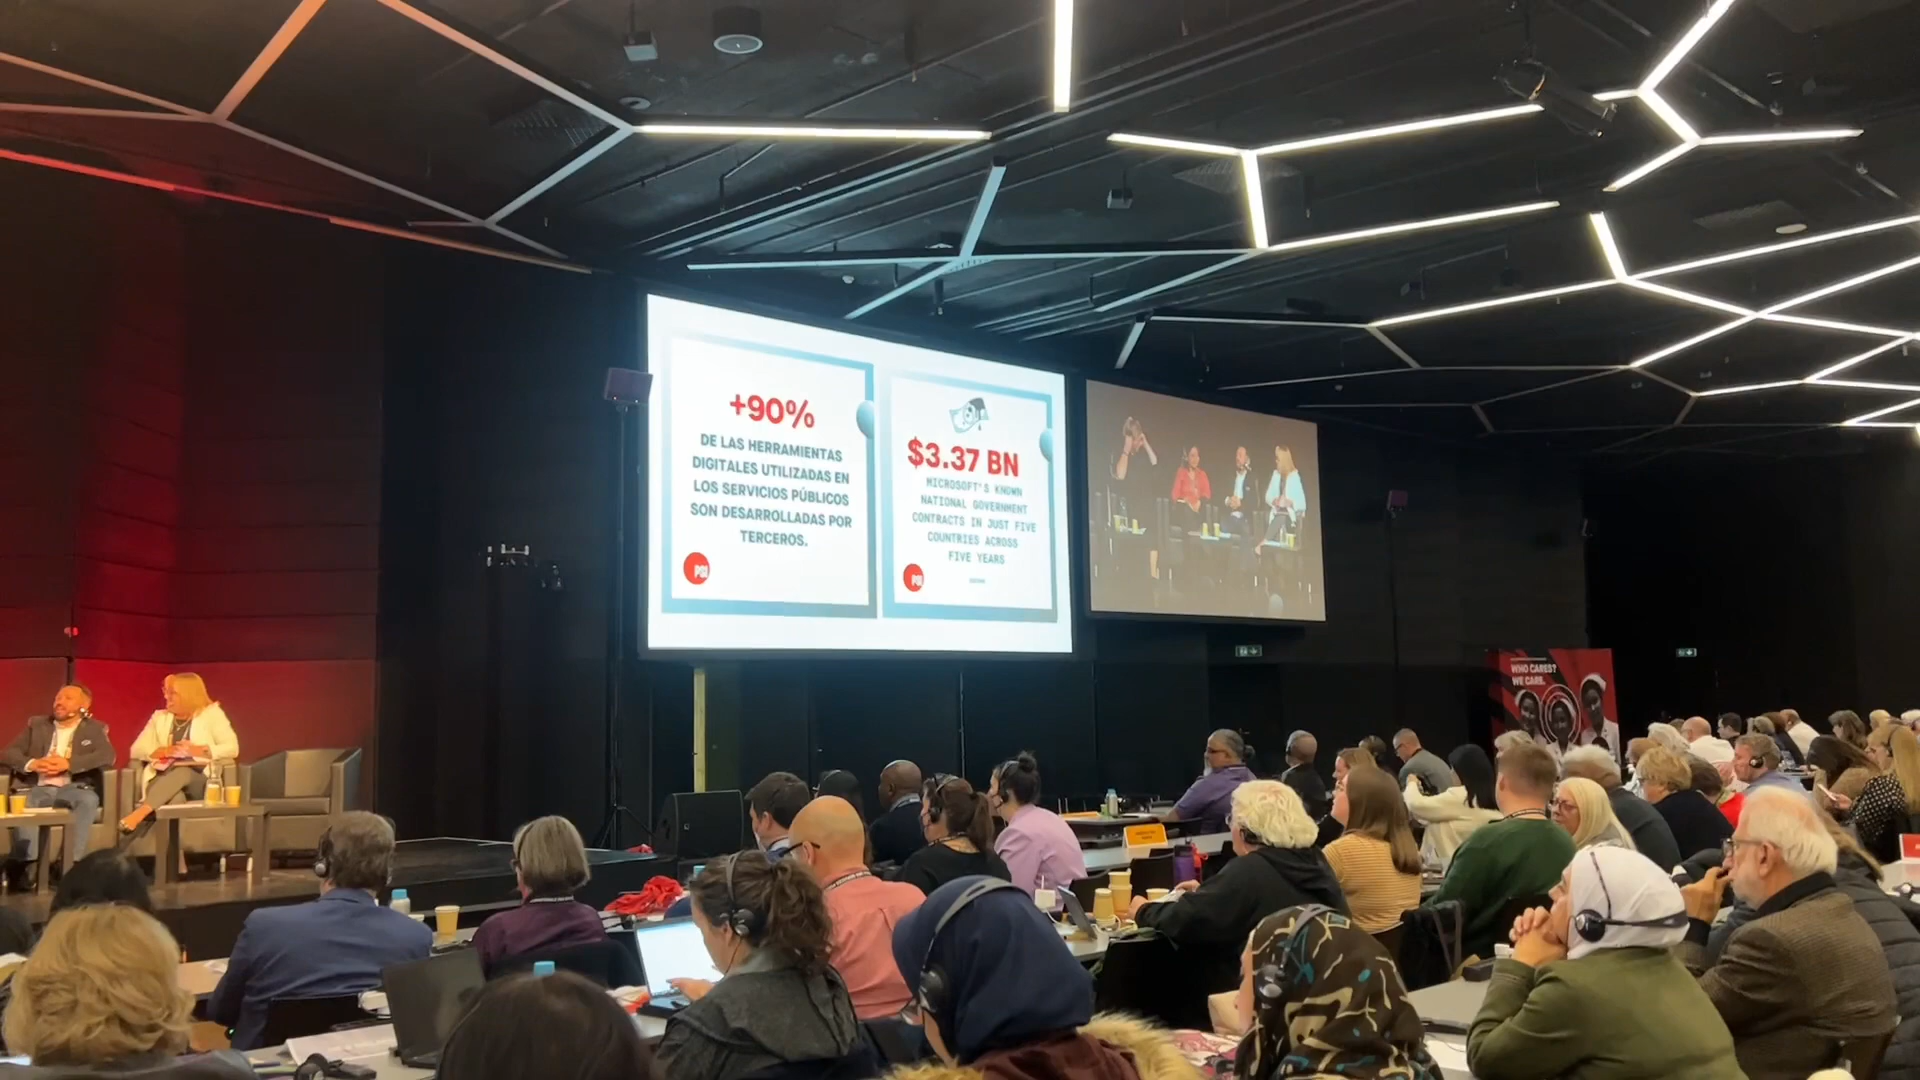 +90%
DE LAS HERRAMIENTAS
DIGITALES UTILIZADAS EN
LOS SERVICIOS PÚBLICOS
SON DESARROLLADAS POR
TERCEROS.
PSI
$3.37 BN
MICROSOFT'S KNOWN
NATIONAL GOVERNMENT
CONTRACTS IN JUST FIVE
COUNTRIES ACROSS
FIVE YEARS
PSI
WHO CARES?
WE CARE.